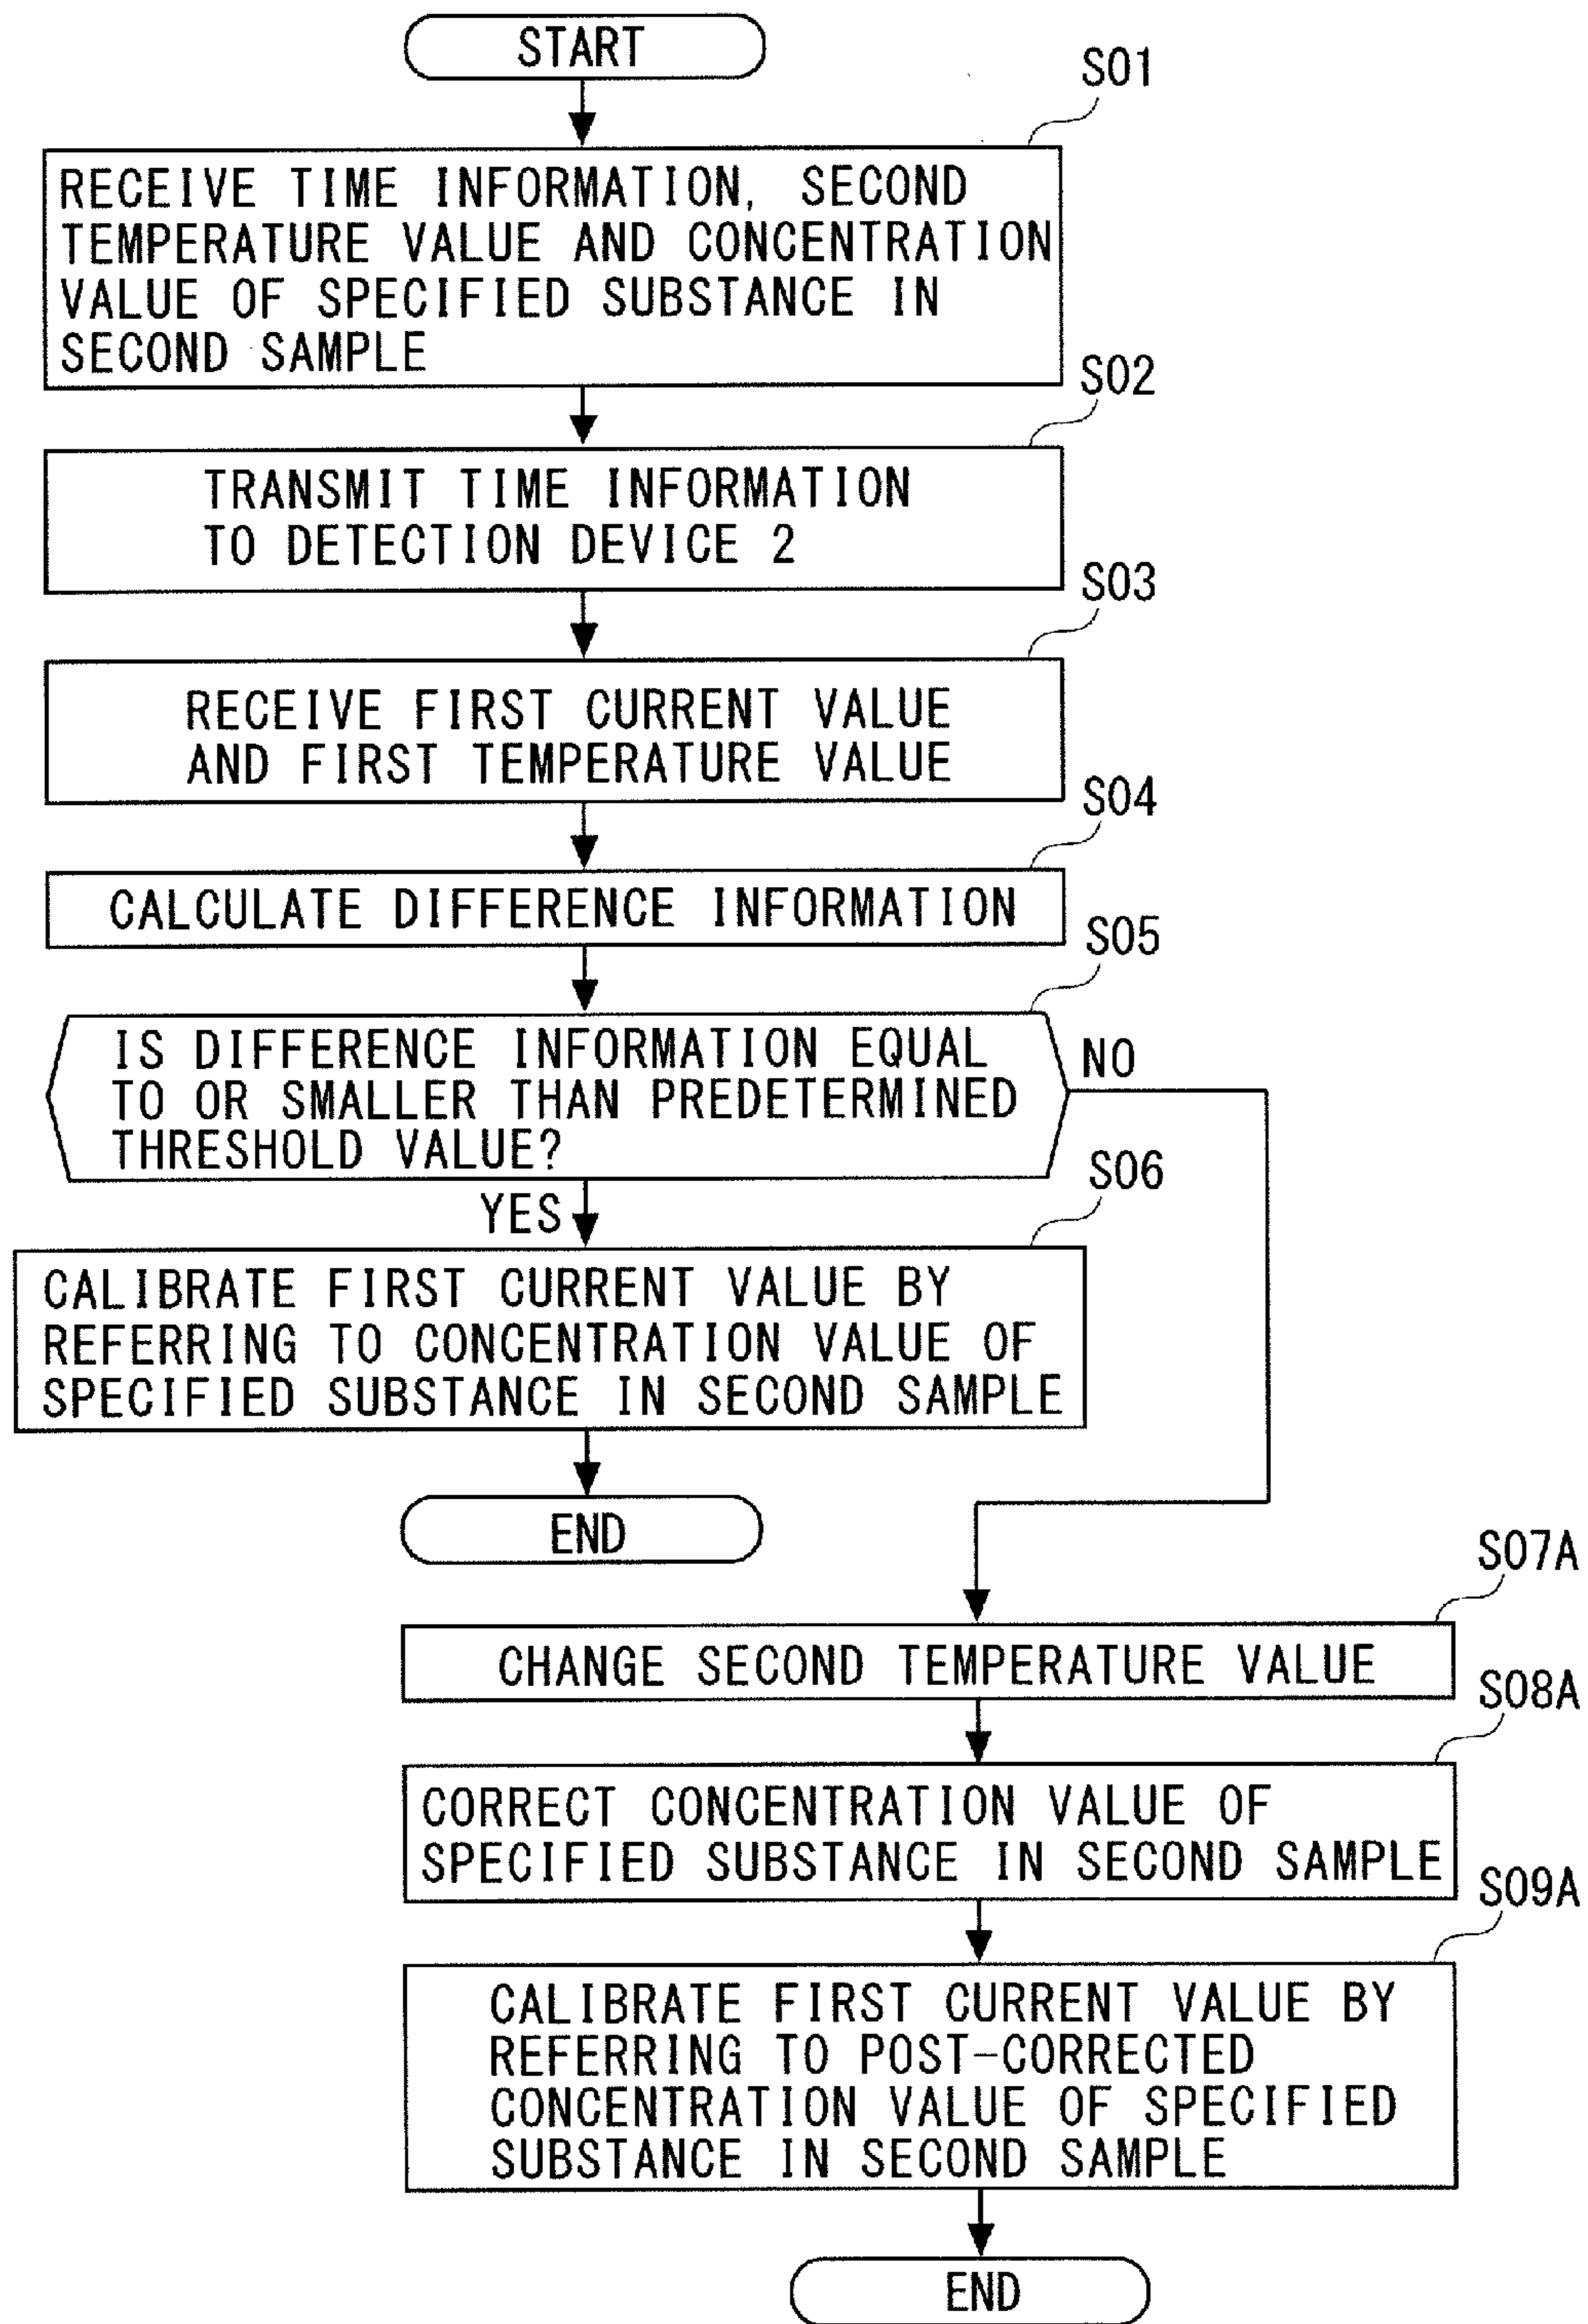 START
S01
RECEIVE TIME INFORMATION, SECOND
TEMPERATURE VALUE AND CONCENTRATION
VALUE OF SPECIFIED SUBSTANCE IN
SECOND SAMPLE
S02
TRANSMIT TIME INFORMATION
TO DETECTION DEVICE 2
S03
RECEIVE FIRST CURRENT VALUE
AND FIRST TEMPERATURE VALUE
S04
CALCULATE DIFFERENCE INFORMATION
S05
IS DIFFERENCE INFORMATION EQUAL
TO OR SMALLER THAN PREDETERMINED
THRESHOLD VALUE?
NO
YES
S06
CALIBRATE FIRST CURRENT VALUE BY
REFERRING TO CONCENTRATION VALUE OF
SPECIFIED SUBSTANCE IN SECOND SAMPLE
END
S07A
CHANGE SECOND TEMPERATURE VALUE
S08A
CORRECT CONCENTRATION VALUE OF
SPECIFIED SUBSTANCE IN SECOND SAMPLE
S09A
CALIBRATE FIRST CURRENT VALUE BY
REFERRING TO POST-CORRECTED
CONCENTRATION VALUE OF SPECIFIED
SUBSTANCE IN SECOND SAMPLE
END